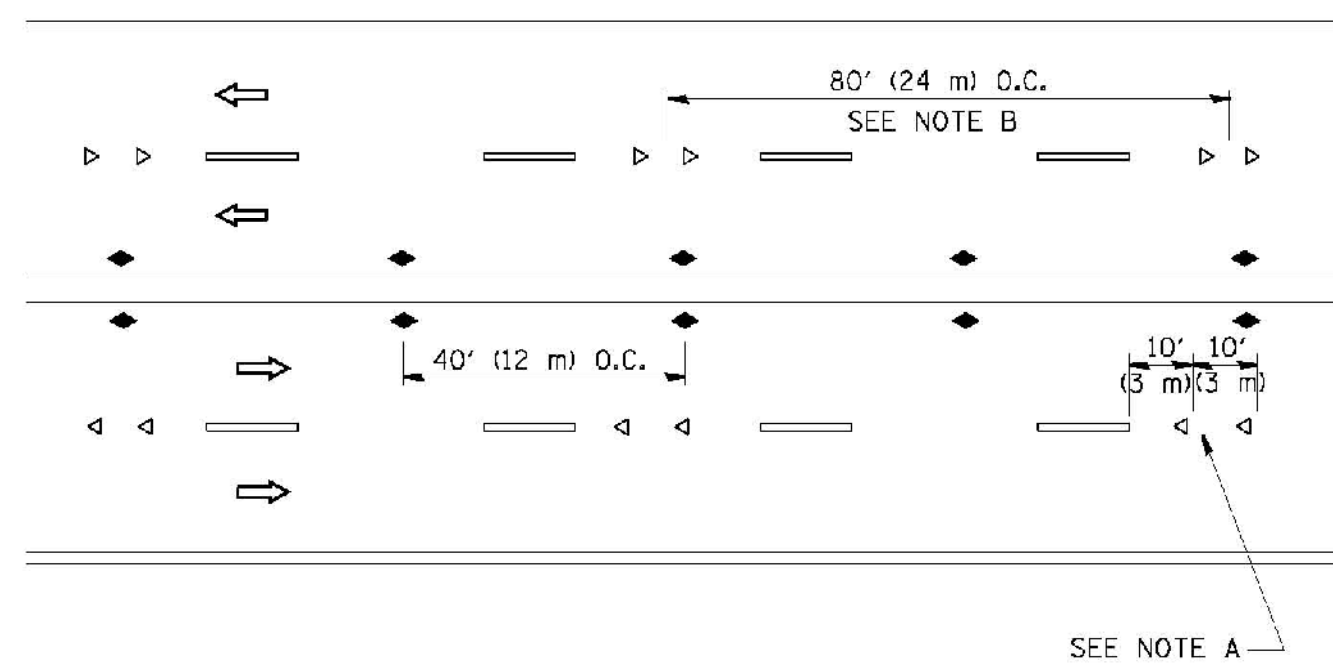 80' (24 m) O.C.
SEE NOTE B
40' (12 m) O.C.
10' 10'
(3 m) (3 m)
SEE NOTE A